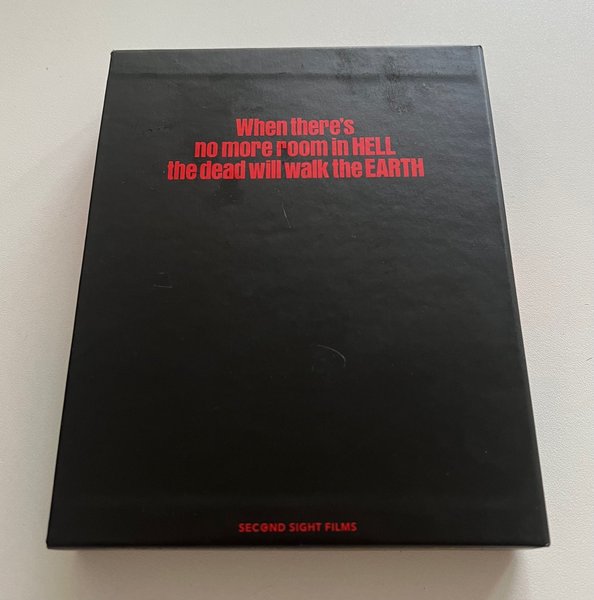 When there's
no more room in HELL
the dead will walk the EARTH
SECOND SIGHT FILMS